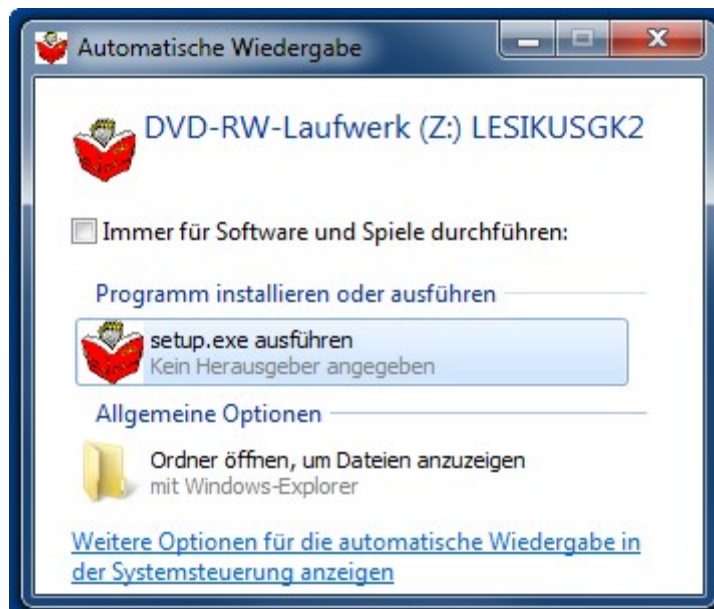 Automatische Wiedergabe
DVD-RW-Laufwerk (Z:) LESIKUSGK2
Immer für Software und Spiele durchführen:
Programm installieren oder ausführen
setup.exe ausführen
Kein Herausgeber angegeben
Allgemeine Optionen
Ordner öffnen, um Dateien anzuzeigen
mit Windows-Explorer
Weitere Optionen für die automatische Wiedergabe in
der Systemsteuerung anzeigen